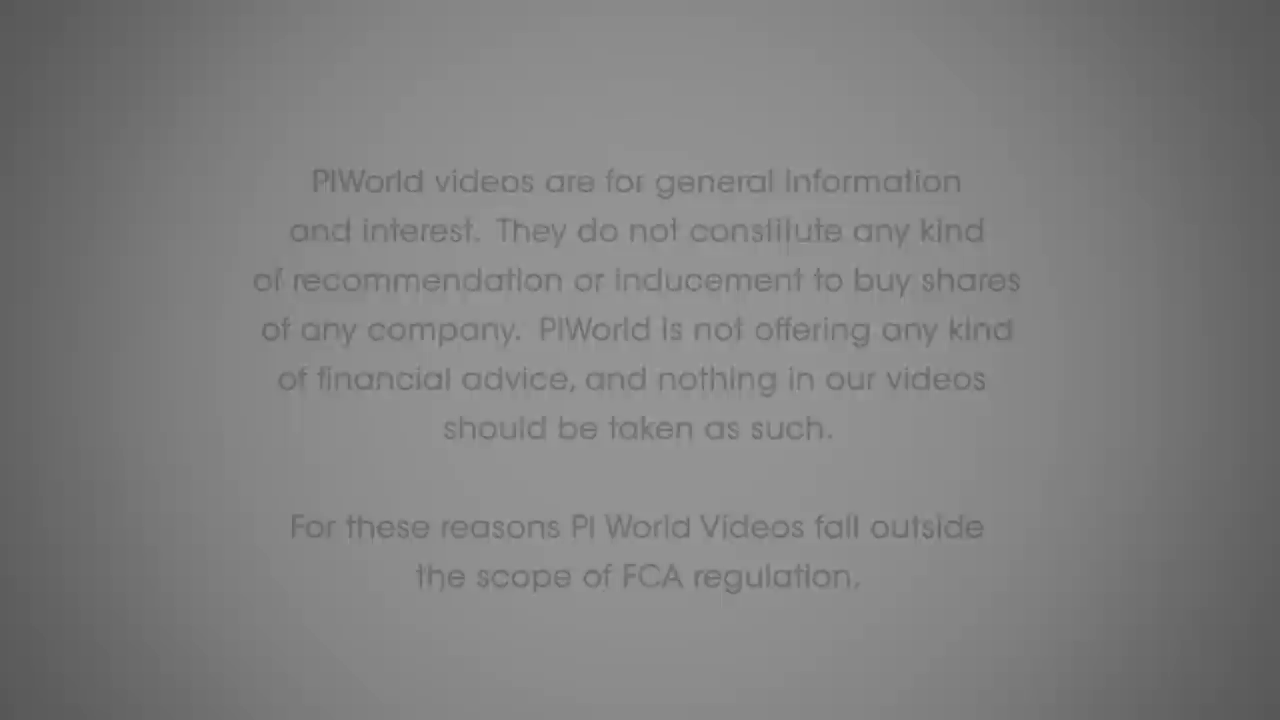 PIWorld videos are for general information
and interest. They do not constitute any kind
of recommendation or inducement to buy shares
of any company. PIWorld is not offering any kind
of financial advice, and nothing in our videos
should be taken as such.
For these reasons PI World Videos fall outside
the scope of FCA regulation.